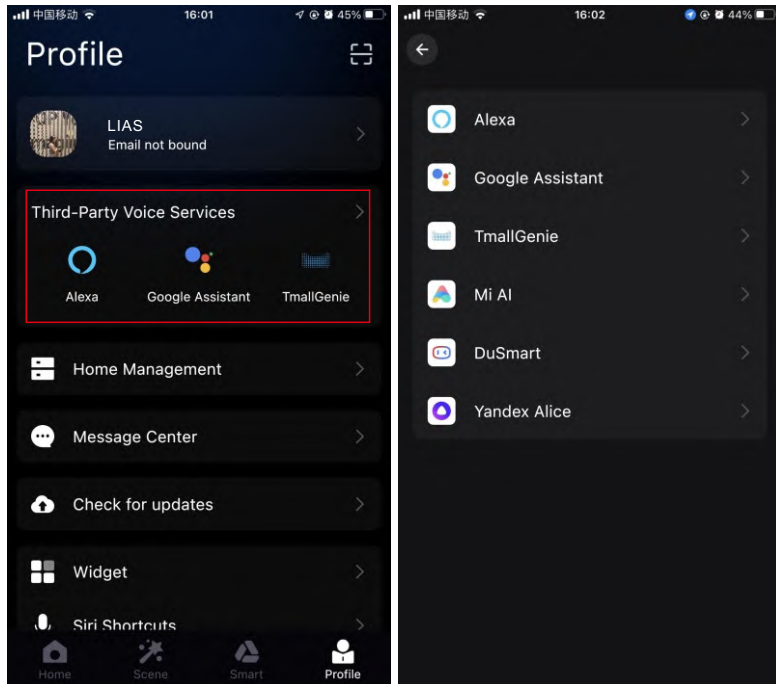 中国移动 16:01 45%
Profile
LIAS
Email not bound
Third-Party Voice Services
Alexa Google Assistant TmallGenie
Home Management
Message Center
Check for updates
Widget
Siri Shortcuts
Home Scene Smart Profile
中国移动 16:02 44%
Alexa
Google Assistant
TmallGenie
Mi AI
DuSmart
Yandex Alice